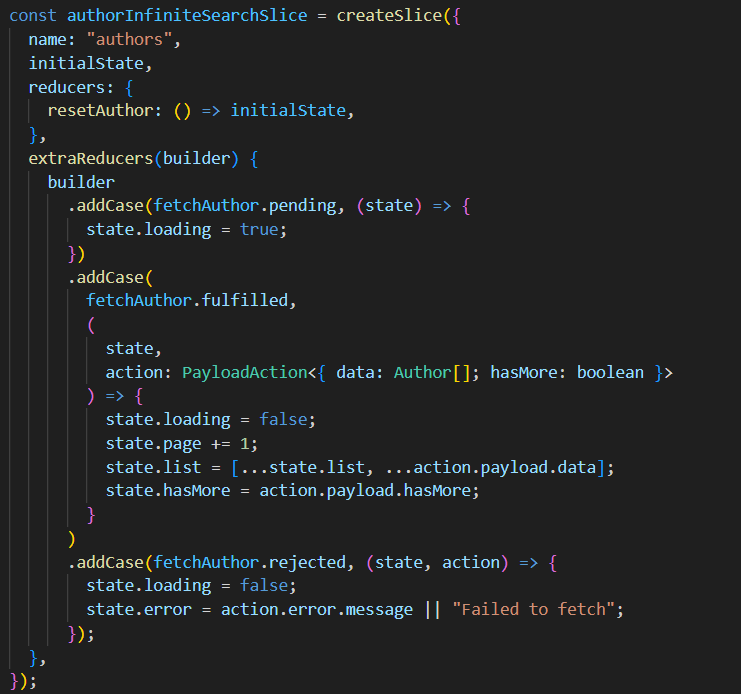 const authorInfiniteSearchSlice = createSlice({
  name: "authors",
  initialState,
  reducers: {
    resetAuthor: () => initialState,
  },
  extraReducers(builder) {
    builder
      .addCase(fetchAuthor.pending, (state) => {
        state.loading = true;
      })
      .addCase(
        fetchAuthor.fulfilled,
        (
          state,
          action: PayloadAction<{ data: Author[]; hasMore: boolean }>
        ) => {
          state.loading = false;
          state.page += 1;
          state.list = [...state.list, ...action.payload.data];
          state.hasMore = action.payload.hasMore;
        }
      )
      .addCase(fetchAuthor.rejected, (state, action) => {
        state.loading = false;
        state.error = action.error.message || "Failed to fetch";
      });
  },
});